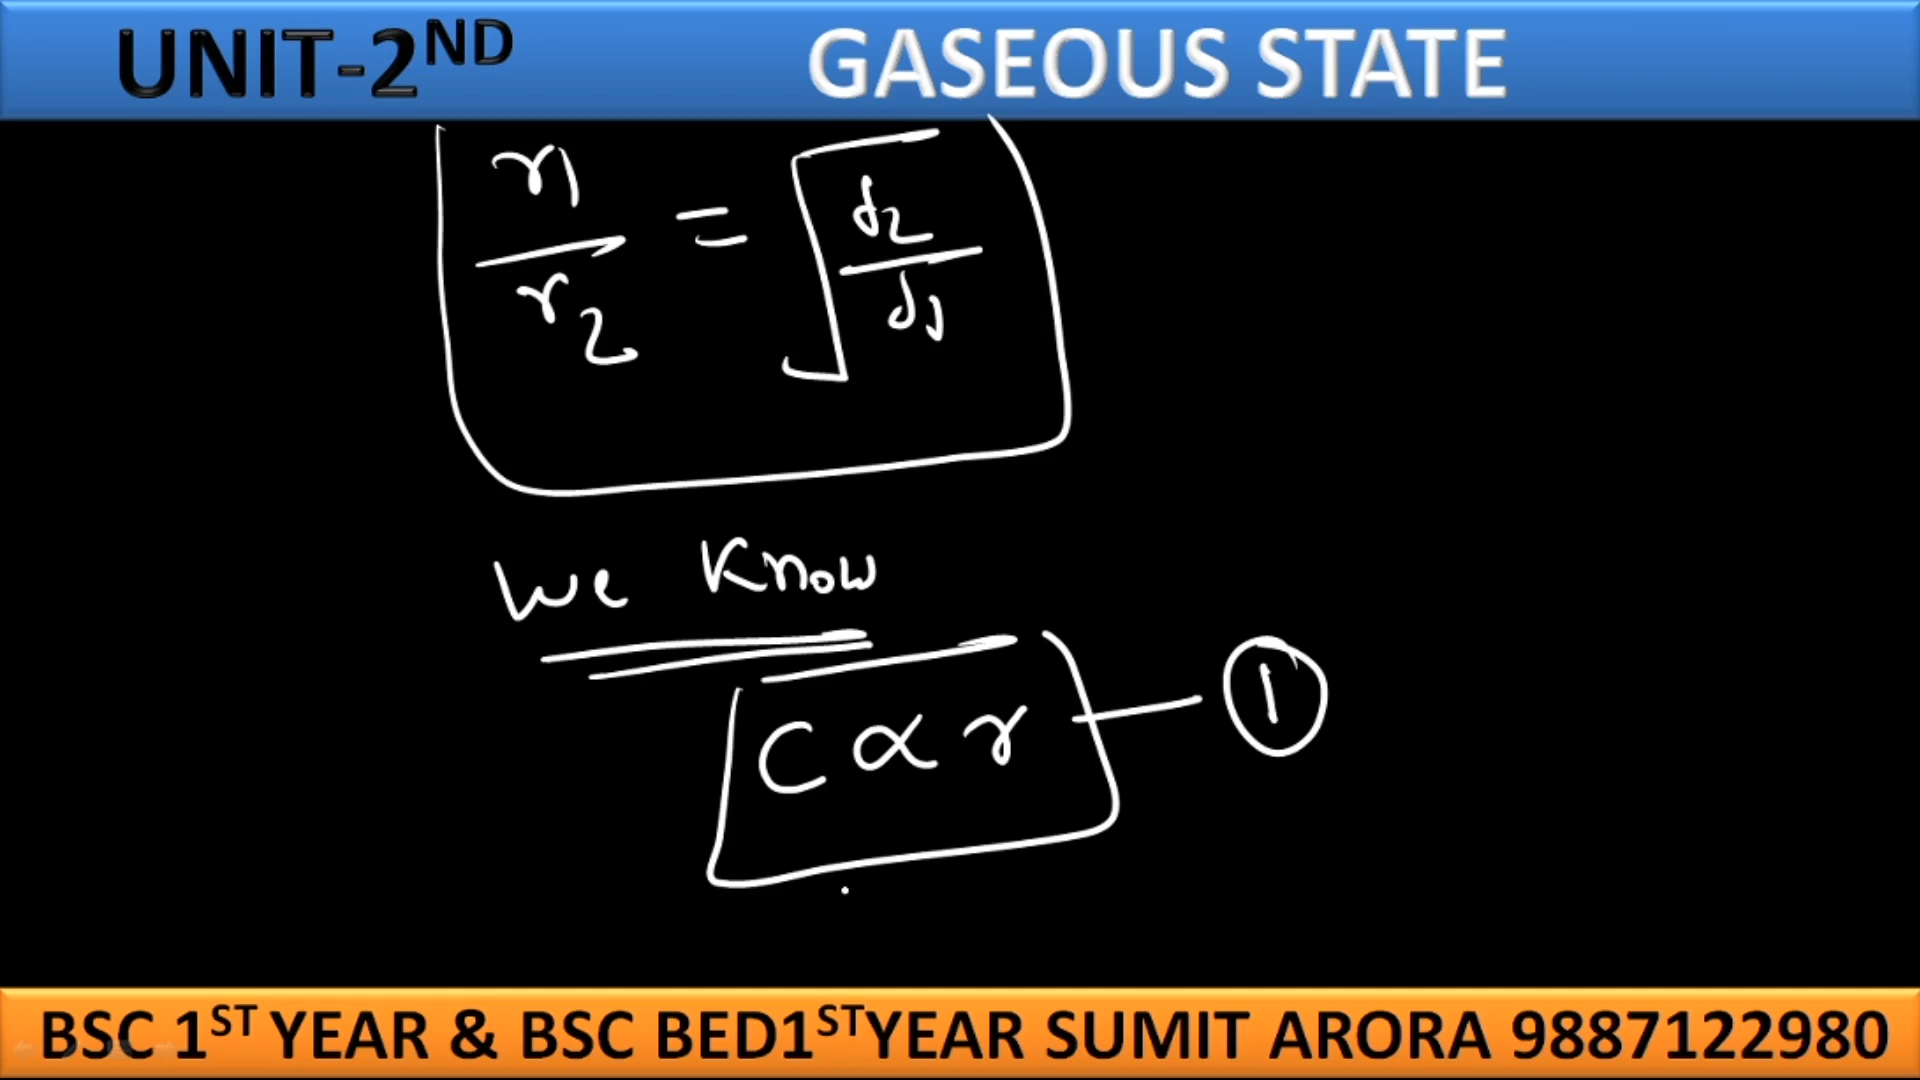 UNIT-2ND GASEOUS STATE
r1/r2 = √d2/d1
We Know
C ∝ r — ①
BSC 1ST YEAR & BSC BED1STYEAR SUMIT ARORA 9887122980